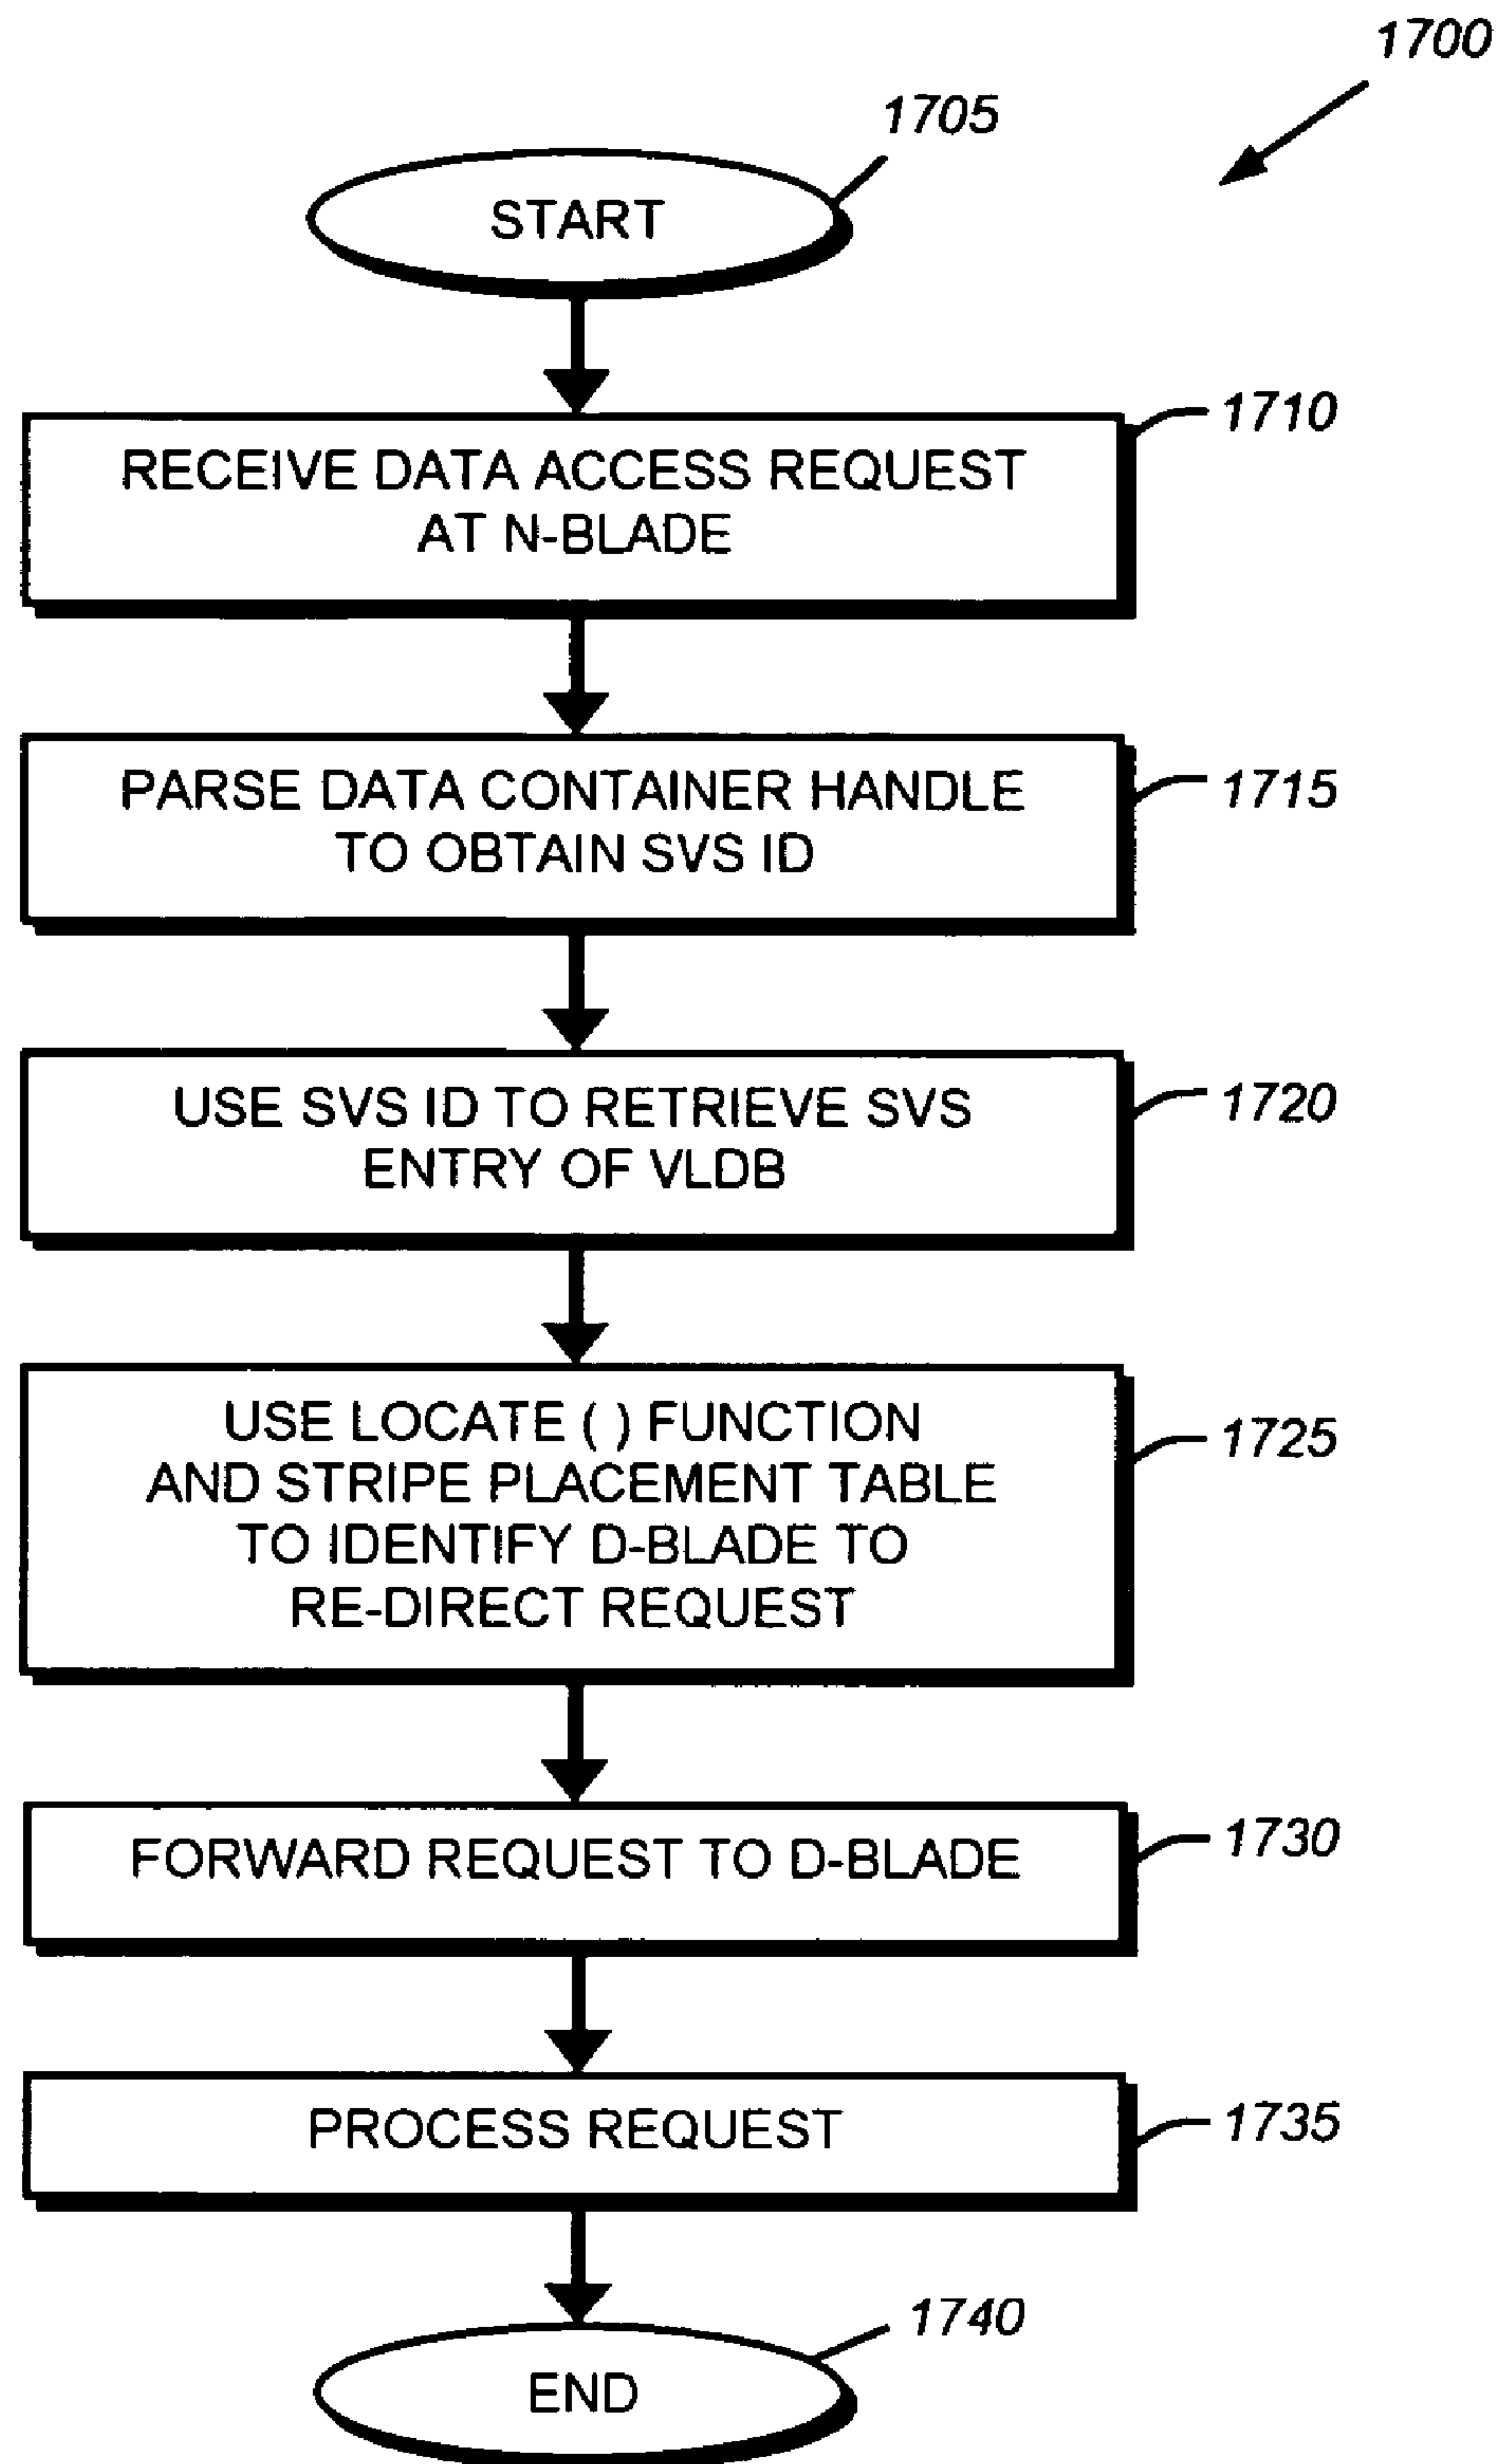 1700
1705
START
1710
RECEIVE DATA ACCESS REQUEST
AT N-BLADE
1715
PARSE DATA CONTAINER HANDLE
TO OBTAIN SVS ID
1720
USE SVS ID TO RETRIEVE SVS
ENTRY OF VLDB
1725
USE LOCATE ( ) FUNCTION
AND STRIPE PLACEMENT TABLE
TO IDENTIFY D-BLADE TO
RE-DIRECT REQUEST
1730
FORWARD REQUEST TO D-BLADE
1735
PROCESS REQUEST
1740
END